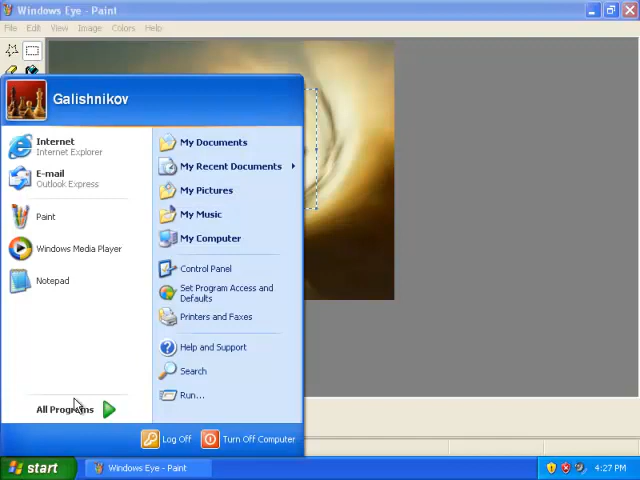 Windows Eye - Paint
File Edit View Image Colors Help
Galishnikov
Internet
Internet Explorer
E-mail
Outlook Express
Paint
Windows Media Player
Notepad
All Programs
My Documents
My Recent Documents
My Pictures
My Music
My Computer
Control Panel
Set Program Access and
Defaults
Printers and Faxes
Help and Support
Search
Run...
Log Off Turn Off Computer
start Windows Eye - Paint 4:27 PM